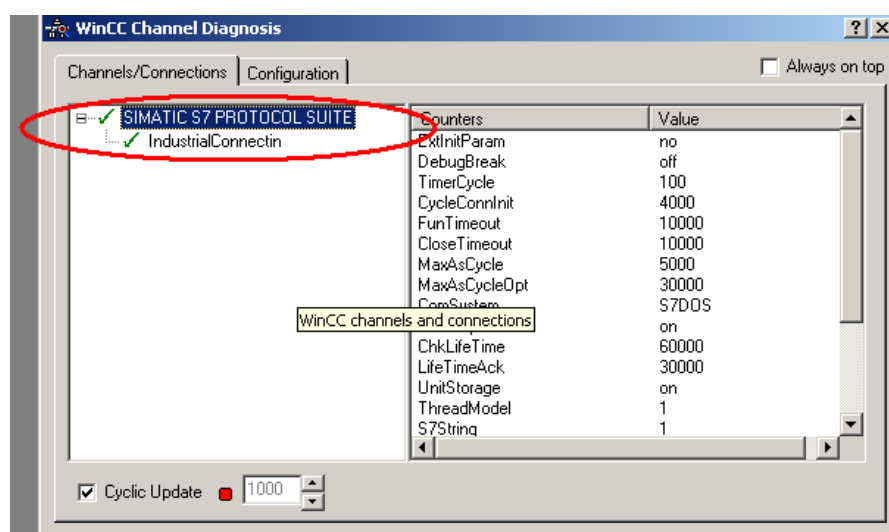 WinCC Channel Diagnosis
Channels/Connections Configuration Always on top
SIMATIC S7 PROTOCOL SUITE
IndustrialConnectin
Counters Value
ExtInitParam no
DebugBreak off
TimerCycle 100
CycleConnInit 4000
FunTimeout 10000
CloseTimeout 10000
MaxAsCycle 5000
MaxAsCycleOpt 30000
ComSystem S7DOS
WinCC channels and connections on
ChkLifeTime 60000
LifeTimeAck 30000
UnitStorage on
ThreadModel 1
S7String 1
Cyclic Update 1000